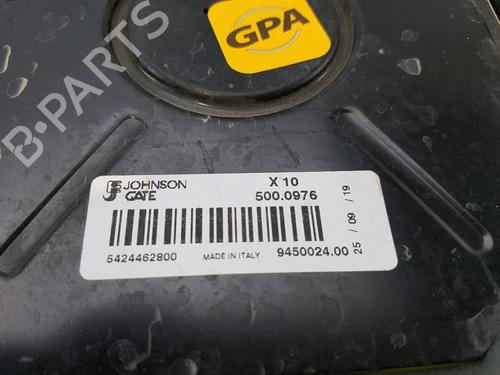 GPA
B-PARTS
JOHNSON
GATE
X 10
500.0976
5424462800
MADE IN ITALY
9450024.00
25 / 09 / 19